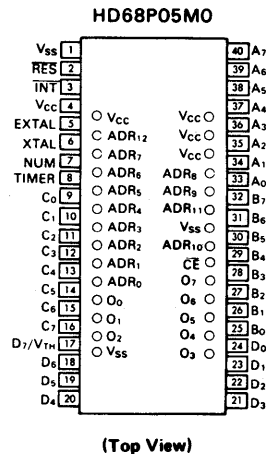 HD68P05M0
VSS 1 40 A7
RES 2 39 A6
INT 3 38 A5
VCC 4 37 A4
EXTAL 5 36 A3
XTAL 6 35 A2
NUM 7 34 A1
TIMER 8 33 A0
C0 9 32 B7
C1 10 31 B6
C2 11 30 B5
C3 12 29 B4
C4 13 28 B3
C5 14 27 B2
C6 15 26 B1
C7 16 25 B0
D7/VTH 17 24 D0
D6 18 23 D1
D5 19 22 D2
D4 20 21 D3
VCC VCC
ADR12 VCC
ADR7 VCC
ADR6 ADR8
ADR5 ADR9
ADR4 ADR11
ADR3 VSS
ADR2 ADR10
ADR1 CE
ADR0 O7
O0 O6
O1 O5
O2 O4
VSS O3
(Top View)